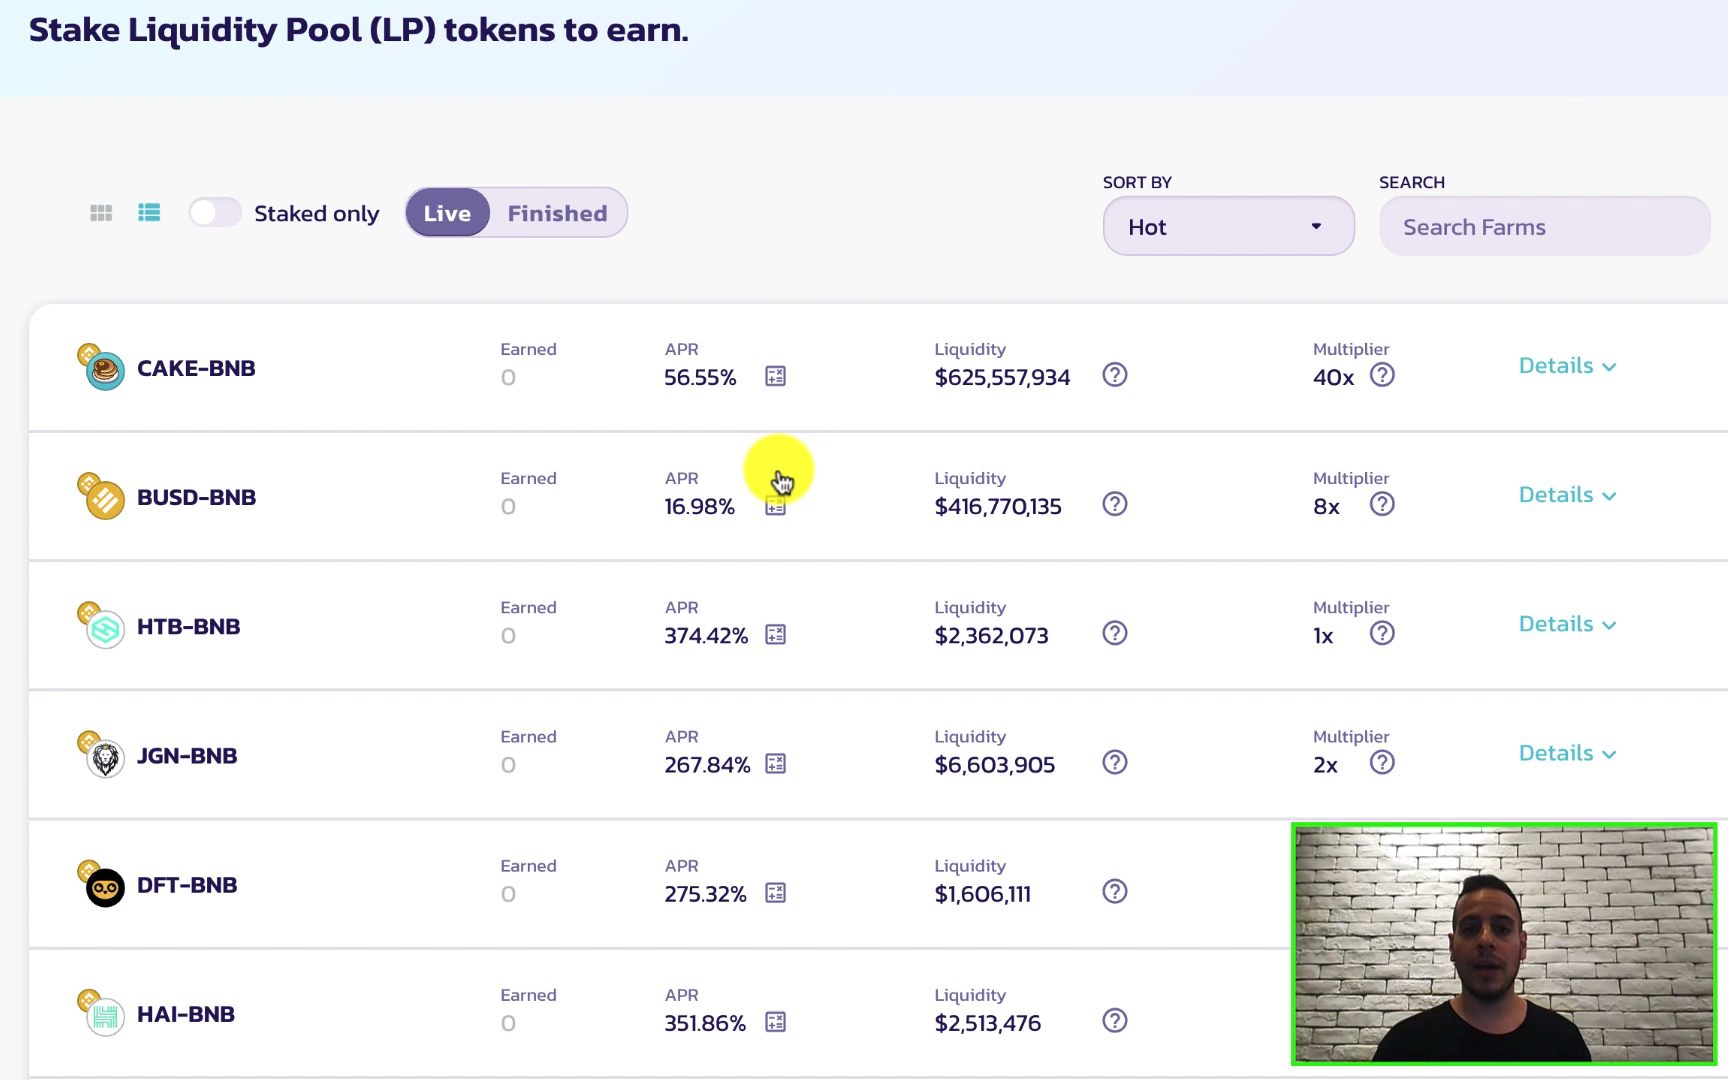 Stake Liquidity Pool (LP) tokens to earn.
SORT BY
SEARCH
Staked only
Live
Finished
Hot
Search Farms
CAKE-BNB
Earned
0
APR
56.55%
Liquidity
$625,557,934
Multiplier
40x
Details
BUSD-BNB
Earned
0
APR
16.98%
Liquidity
$416,770,135
Multiplier
8x
Details
HTB-BNB
Earned
0
APR
374.42%
Liquidity
$2,362,073
Multiplier
1x
Details
JGN-BNB
Earned
0
APR
267.84%
Liquidity
$6,603,905
Multiplier
2x
Details
DFT-BNB
Earned
0
APR
275.32%
Liquidity
$1,606,111
HAI-BNB
Earned
0
APR
351.86%
Liquidity
$2,513,476